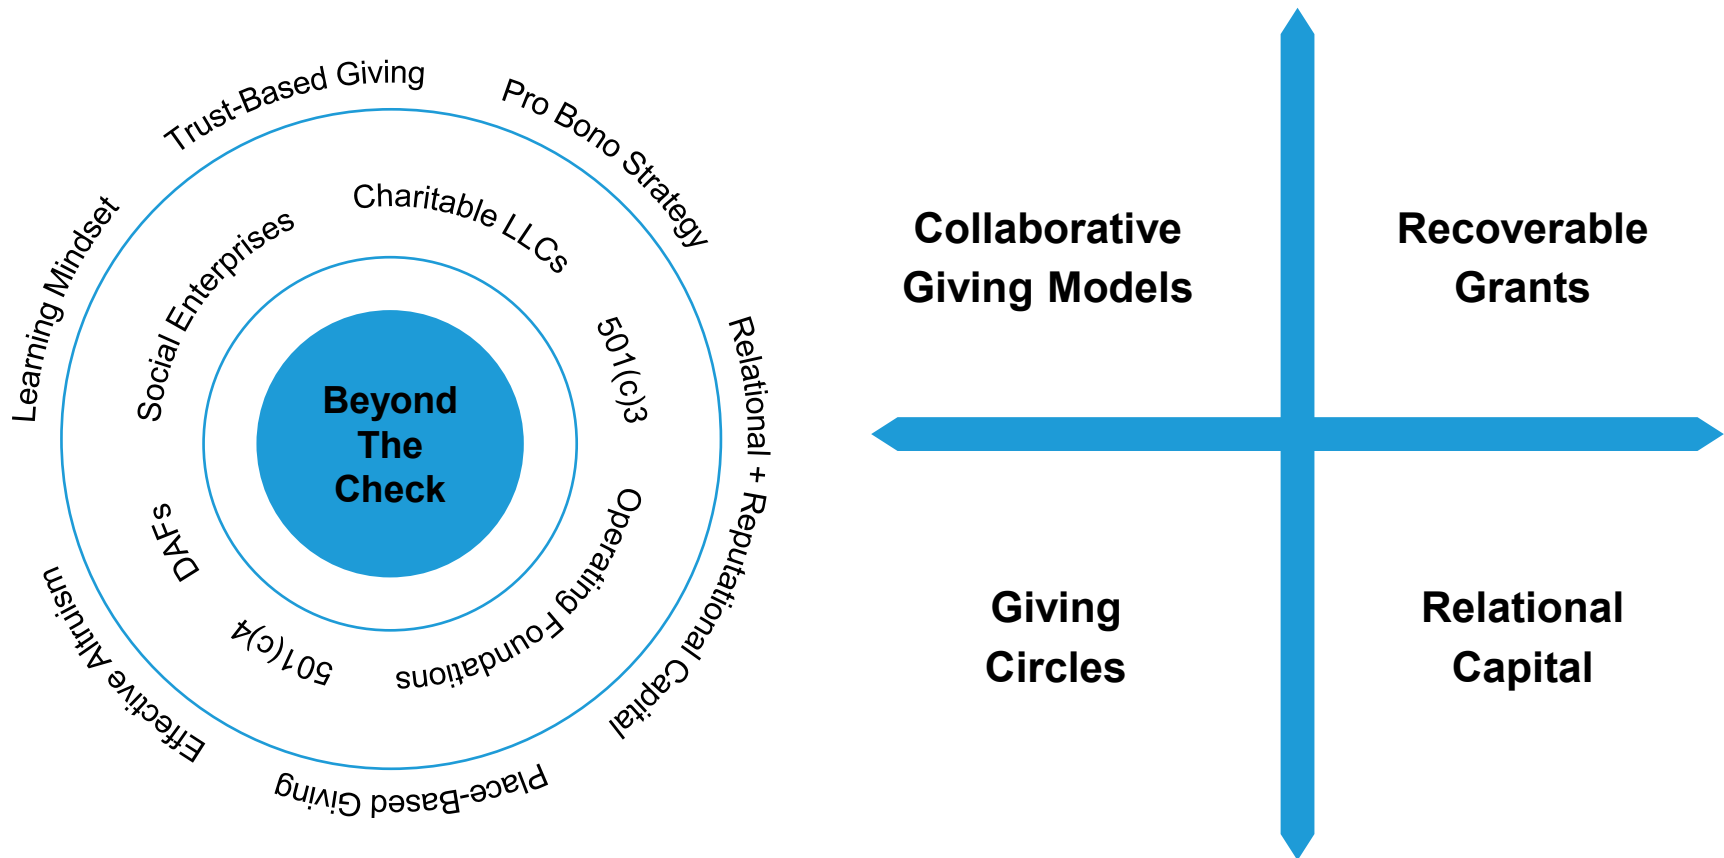 Trust-Based Giving
Pro Bono Strategy
Relational + Reputational Capital
Place-Based Giving
Effective Altruism
Learning Mindset
Charitable LLCs
501(c)3
Operating Foundations
501(c)4
DAFs
Social Enterprises
Beyond
The
Check
Collaborative
Giving Models
Recoverable
Grants
Giving
Circles
Relational
Capital